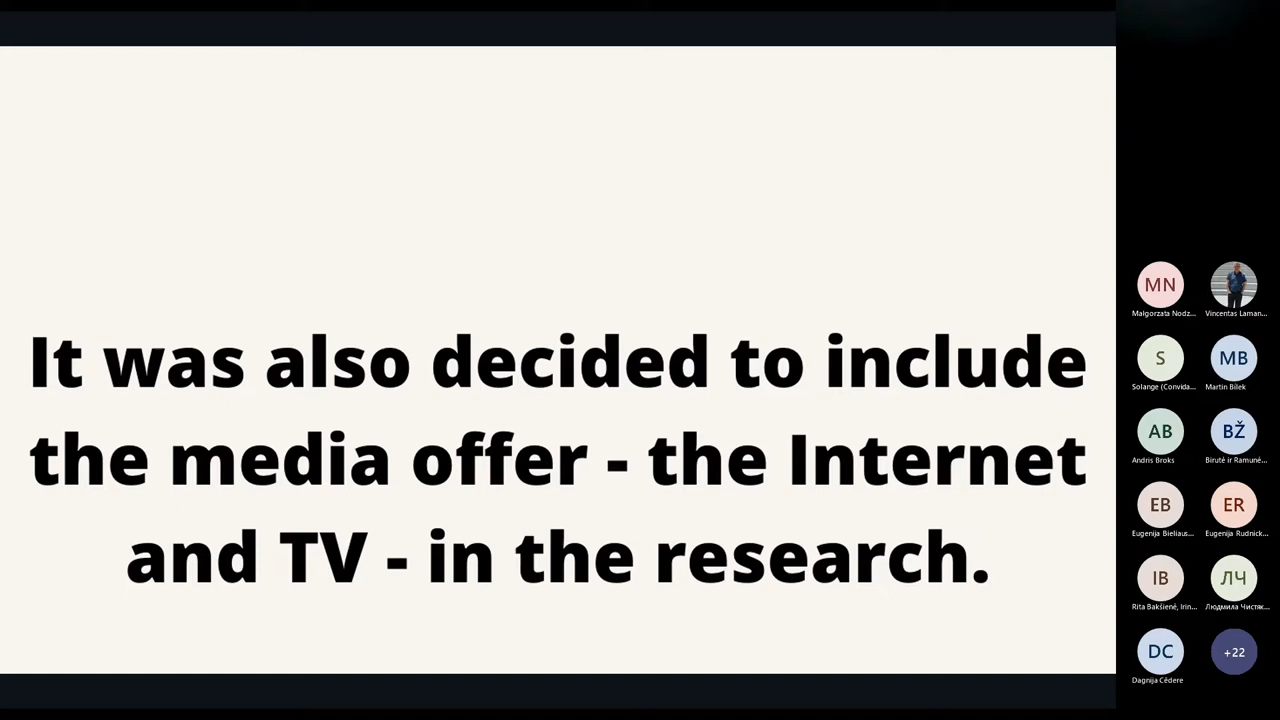 It was also decided to include
the media offer - the Internet
and TV - in the research.
MN
Małgorzata Nodz...
Vincentas Laman...
S
Solange (Convida...
MB
Martin Bílek
AB
Andris Broks
BŽ
Birutė ir Ramunė...
EB
Eugenija Bieliaus...
ER
Eugenija Rudnick...
IB
Rita Bakšienė, Irin...
ЛЧ
Людмила Чистяк...
DC
Dagnija Cēdere
+22